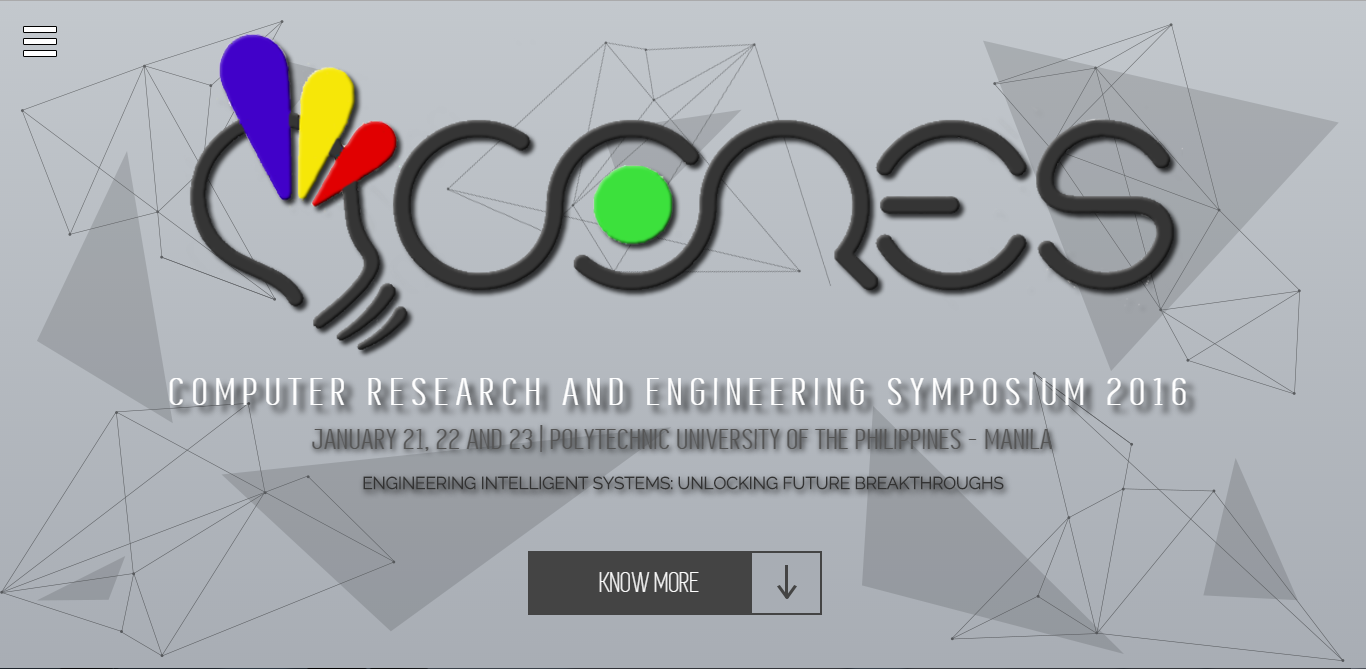 CORES
COMPUTER RESEARCH AND ENGINEERING SYMPOSIUM 2016
JANUARY 21, 22 AND 23 | POLYTECHNIC UNIVERSITY OF THE PHILIPPINES - MANILA
ENGINEERING INTELLIGENT SYSTEMS: UNLOCKING FUTURE BREAKTHROUGHS
KNOW MORE